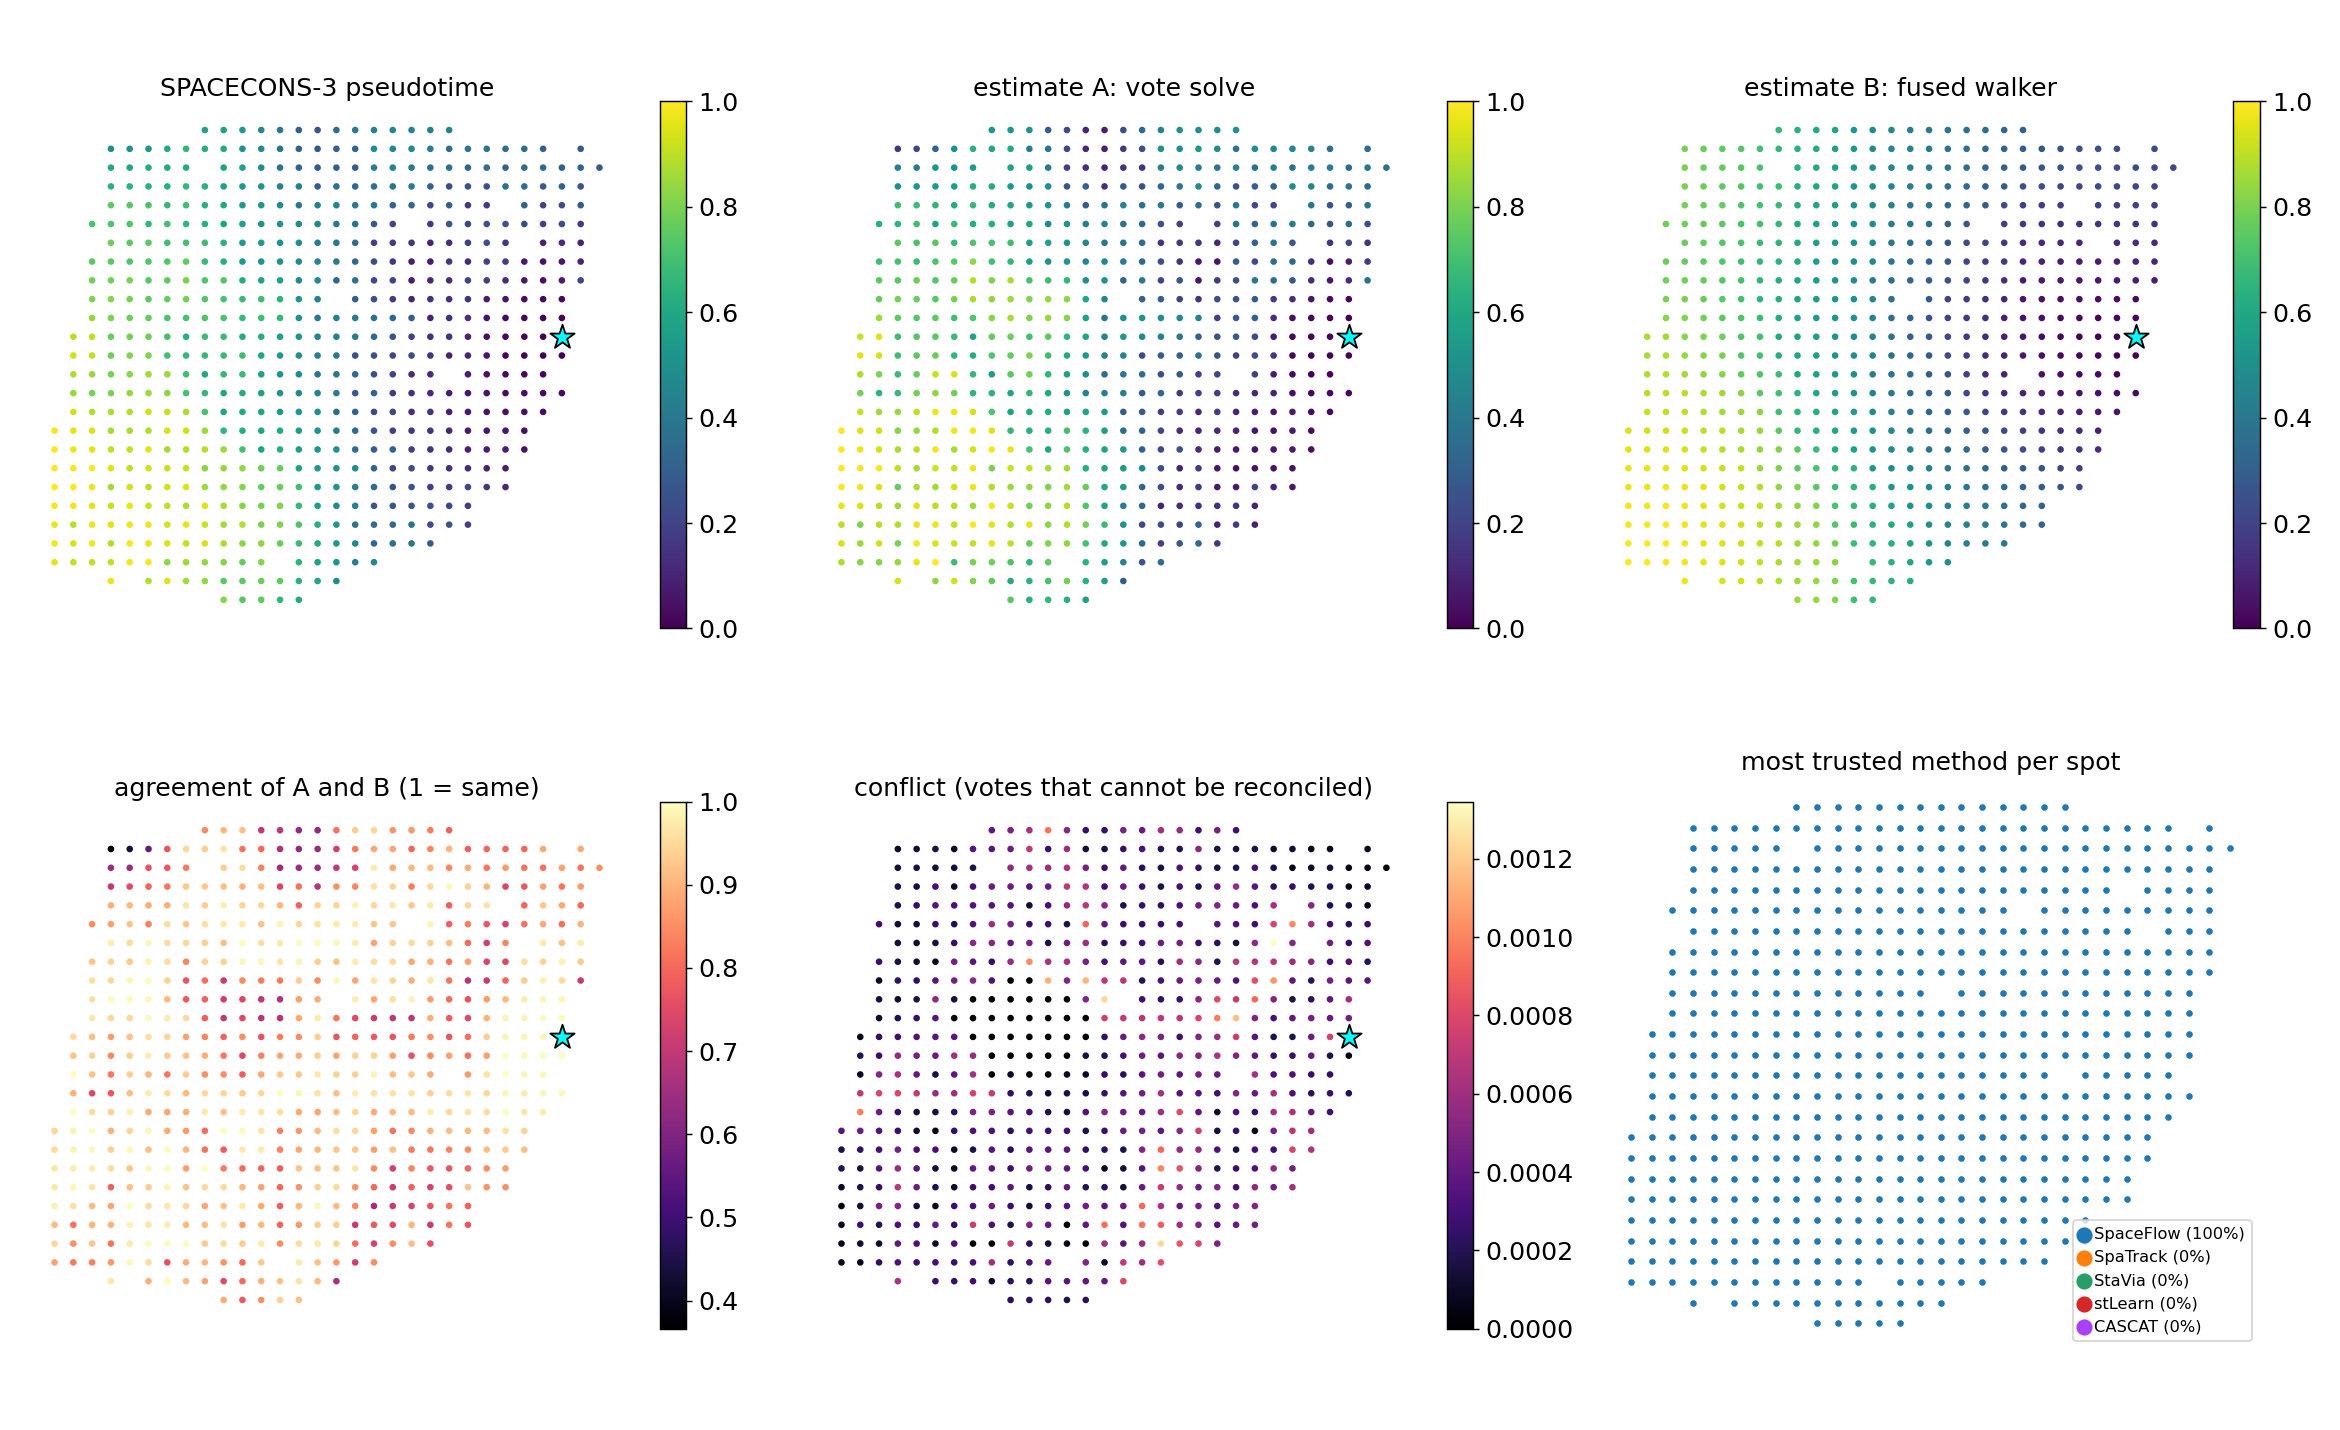 SPACECONS-3 pseudotime
1.0
0.8
0.6
0.4
0.2
0.0
estimate A: vote solve
1.0
0.8
0.6
0.4
0.2
0.0
estimate B: fused walker
1.0
0.8
0.6
0.4
0.2
0.0
agreement of A and B (1 = same)
1.0
0.9
0.8
0.7
0.6
0.5
0.4
conflict (votes that cannot be reconciled)
0.0012
0.0010
0.0008
0.0006
0.0004
0.0002
0.0000
most trusted method per spot
SpaceFlow (100%)
SpaTrack (0%)
StaVia (0%)
stLearn (0%)
CASCAT (0%)